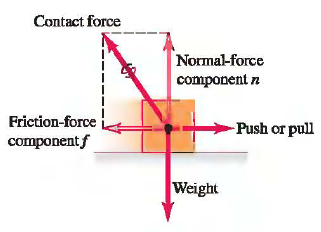 Contact force
Normal-force
component n
Friction-force
component f
Push or pull
Weight